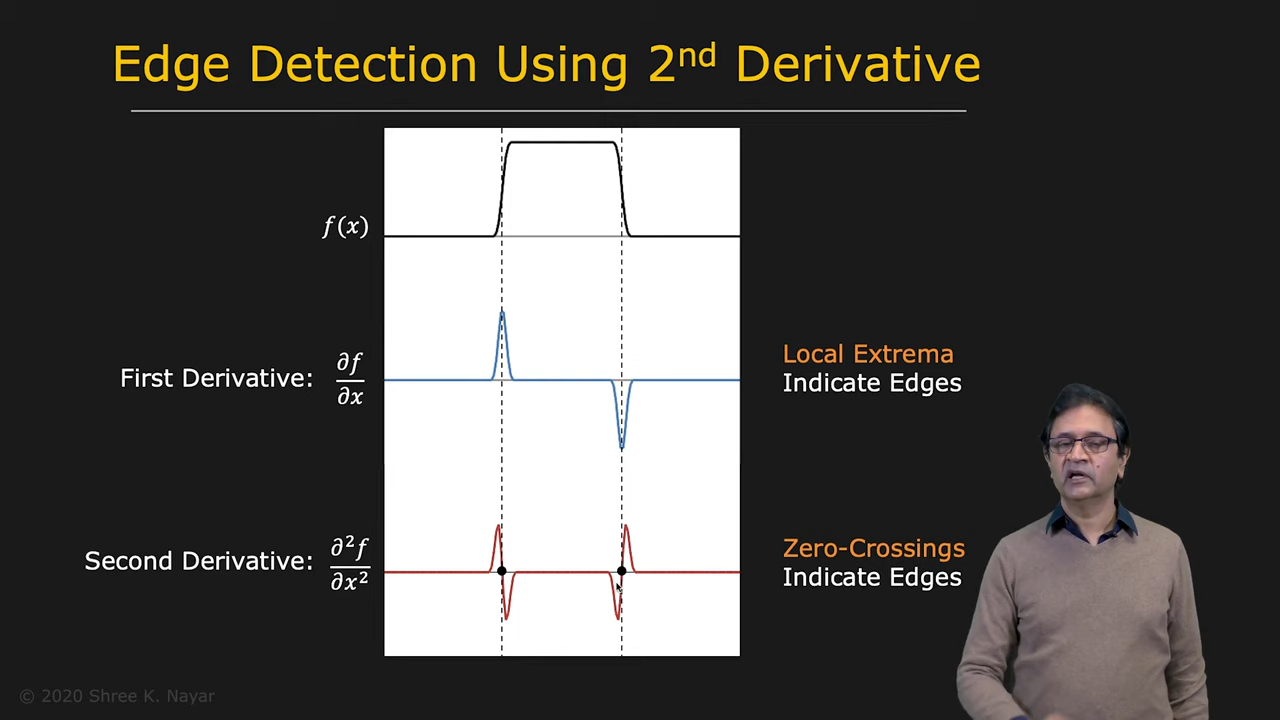 Edge Detection Using 2nd Derivative
f(x)
First Derivative: ∂f/∂x
Local Extrema
Indicate Edges
Second Derivative: ∂²f/∂x²
Zero-Crossings
Indicate Edges
© 2020 Shree K. Nayar